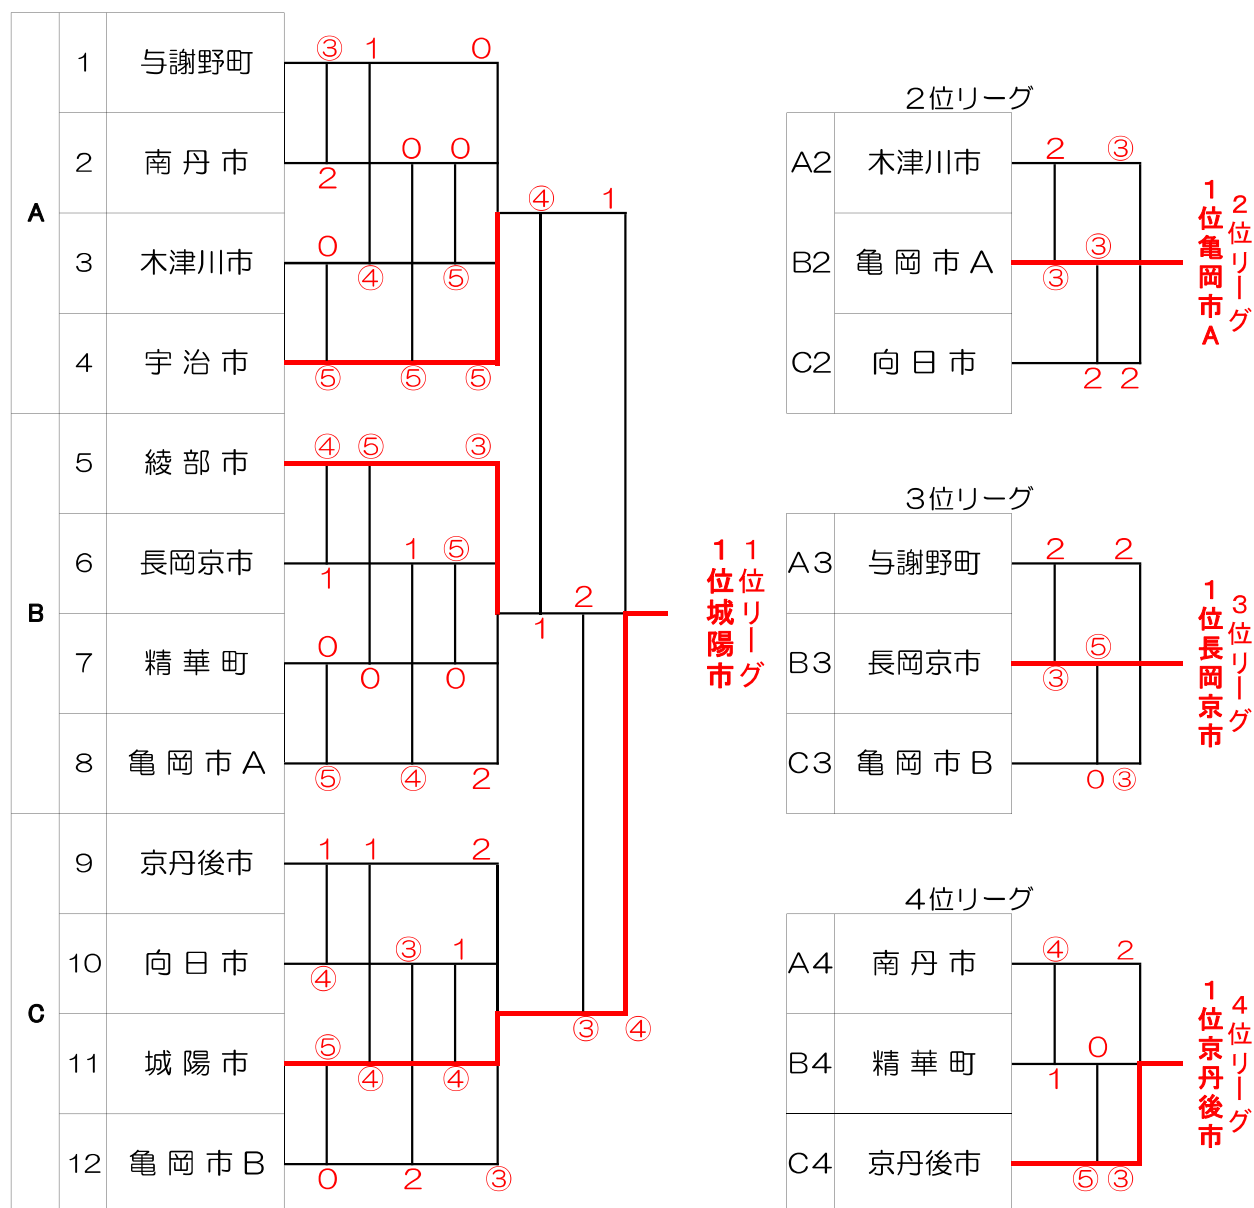 A
1 与謝野町 ③ 1 0
2 南丹市 2 0 0
3 木津川市 0 ④ ⑤
4 宇治市 ⑤ ⑤ ⑤
④ 1
B
5 綾部市 ④ ⑤ ③
6 長岡京市 1 1 ⑤
7 精華町 0 0 0
8 亀岡市A ⑤ ④ 2
1 2
C
9 京丹後市 1 1 2
10 向日市 ④ ③ 1
11 城陽市 ⑤ ④ ④
12 亀岡市B 0 2 ③
③ ④
1位リーグ
1位城陽市
2位リーグ
A2 木津川市 2 ③
B2 亀岡市A ③ ③
C2 向日市 2 2
2位リーグ
1位亀岡市A
3位リーグ
A3 与謝野町 2 2
B3 長岡京市 ③ ⑤
C3 亀岡市B 0 ③
3位リーグ
1位長岡京市
4位リーグ
A4 南丹市 ④ 2
B4 精華町 1 0
C4 京丹後市 ⑤ ③
4位リーグ
1位京丹後市